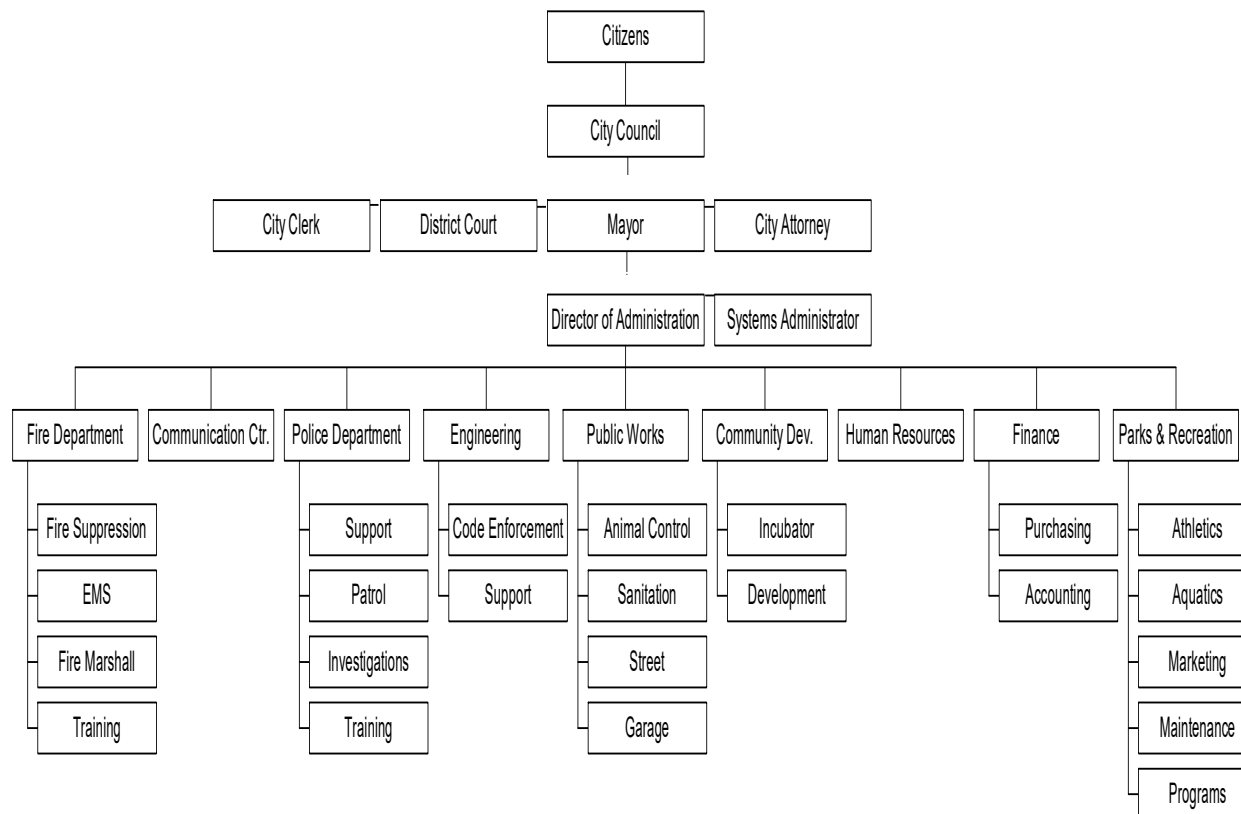 Citizens
City Council
City Clerk
District Court
Mayor
City Attorney
Director of Administration
Systems Administrator
Fire Department
Communication Ctr.
Police Department
Engineering
Public Works
Community Dev.
Human Resources
Finance
Parks & Recreation
Fire Suppression
Support
Code Enforcement
Animal Control
Incubator
Purchasing
Athletics
EMS
Patrol
Support
Sanitation
Development
Accounting
Aquatics
Fire Marshall
Investigations
Street
Marketing
Training
Training
Garage
Maintenance
Programs